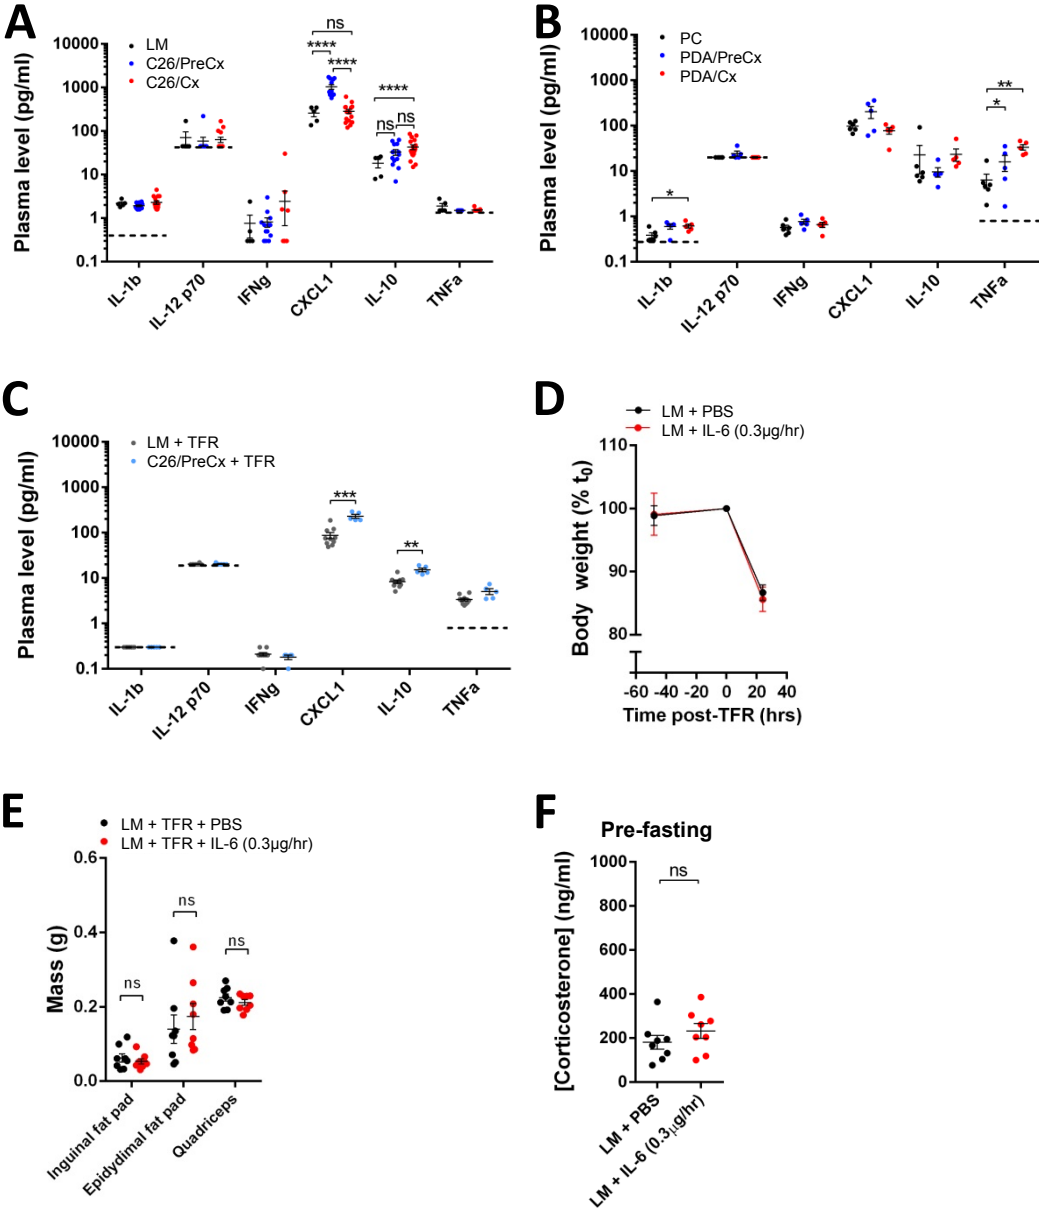 A
Plasma level (pg/ml)
LM
C26/PreCx
C26/Cx
10000
1000
100
10
1
0.1
ns
****
****
****
ns
ns
IL-1b
IL-12 p70
IFNg
CXCL1
IL-10
TNFa
B
Plasma level (pg/ml)
PC
PDA/PreCx
PDA/Cx
10000
1000
100
10
1
0.1
*
**
*
IL-1b
IL-12 p70
IFNg
CXCL1
IL-10
TNFa
C
Plasma level (pg/ml)
LM + TFR
C26/PreCx + TFR
10000
1000
100
10
1
0.1
***
**
IL-1b
IL-12 p70
IFNg
CXCL1
IL-10
TNFa
D
LM + PBS
LM + IL-6 (0.3µg/hr)
Body weight (% t0)
110
100
90
80
-60 -40 -20 0 20 40
Time post-TFR (hrs)
E
LM + TFR + PBS
LM + TFR + IL-6 (0.3µg/hr)
Mass (g)
0.6
0.4
0.2
0.0
ns
ns
ns
Inguinal fat pad
Epidydimal fat pad
Quadriceps
F
Pre-fasting
[Corticosterone] (ng/ml)
1000
800
600
400
200
0
ns
LM + PBS
LM + IL-6 (0.3µg/hr)